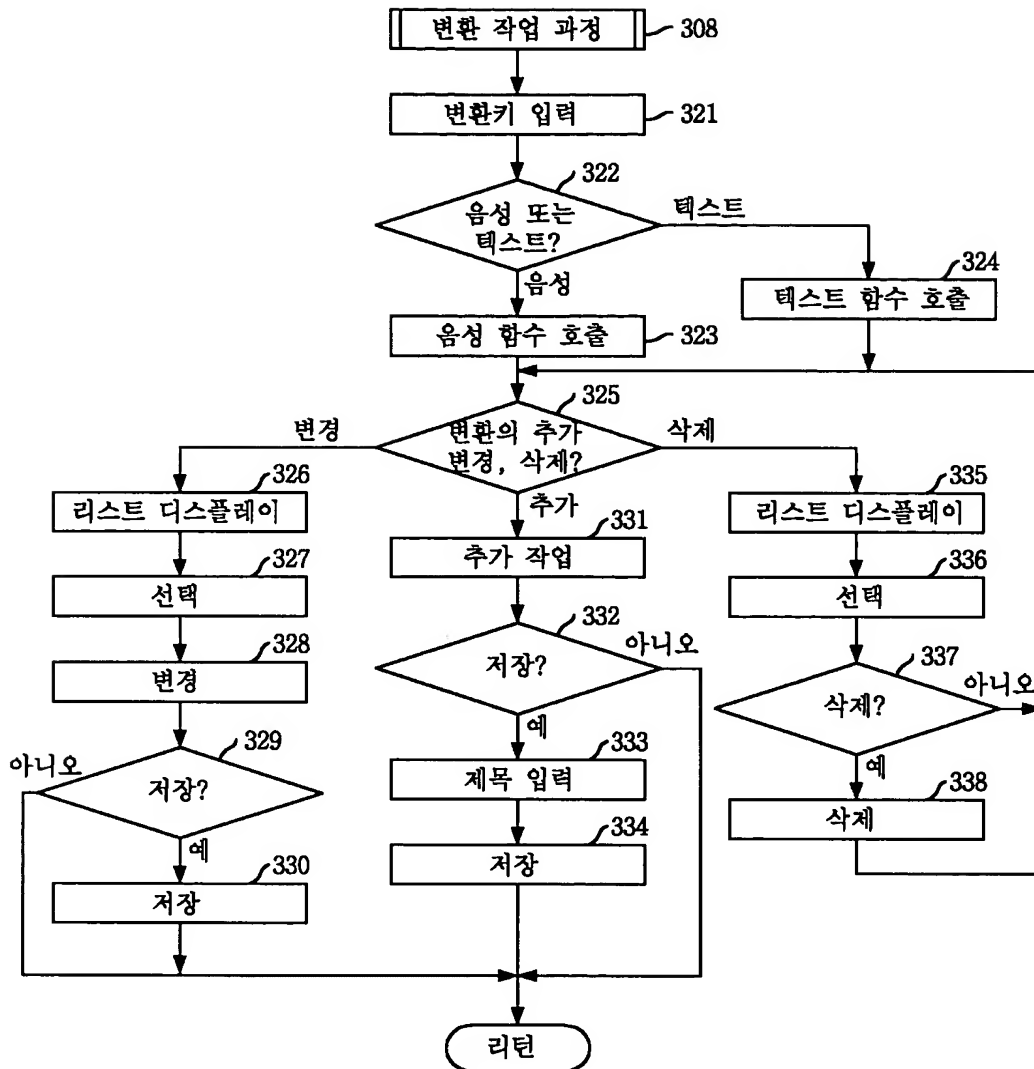 변환 작업 과정 308
변환키 입력 321
322
음성 또는
텍스트?
텍스트
음성
324
텍스트 함수 호출
음성 함수 호출 323
325
변환의 추가
변경, 삭제?
변경
삭제
추가
326
리스트 디스플레이
327
선택
328
변경
329
저장?
아니오
예
330
저장
331
추가 작업
332
저장?
아니오
예
333
제목 입력
334
저장
335
리스트 디스플레이
336
선택
337
삭제?
아니오
예
338
삭제
리턴